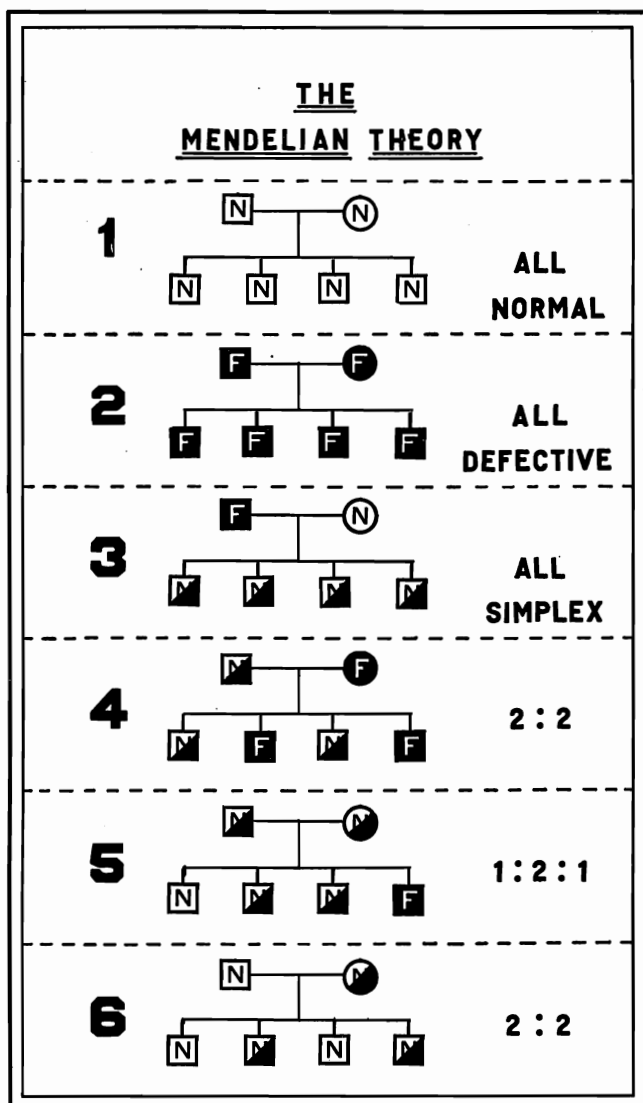 THE
MENDELIAN THEORY
N N
1
ALL
N N N N
NORMAL
F F
2
ALL
F F F F
DEFECTIVE
F N
3
ALL
N N N N
SIMPLEX
N F
4
2:2
N F N F
N N
5
1:2:1
N N N F
N N
6
2:2
N N N N